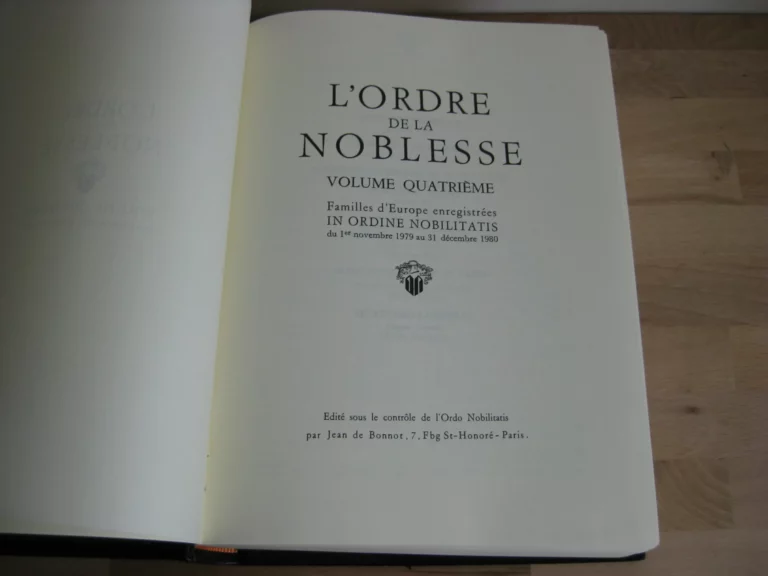 L'ORDRE
DE LA
NOBLESSE
VOLUME QUATRIÈME
Familles d'Europe enregistrées
IN ORDINE NOBILITATIS
du 1er novembre 1979 au 31 décembre 1980
Edité sous le contrôle de l'Ordo Nobilitatis
par Jean de Bonnot, 7, Fbg St-Honoré - Paris.